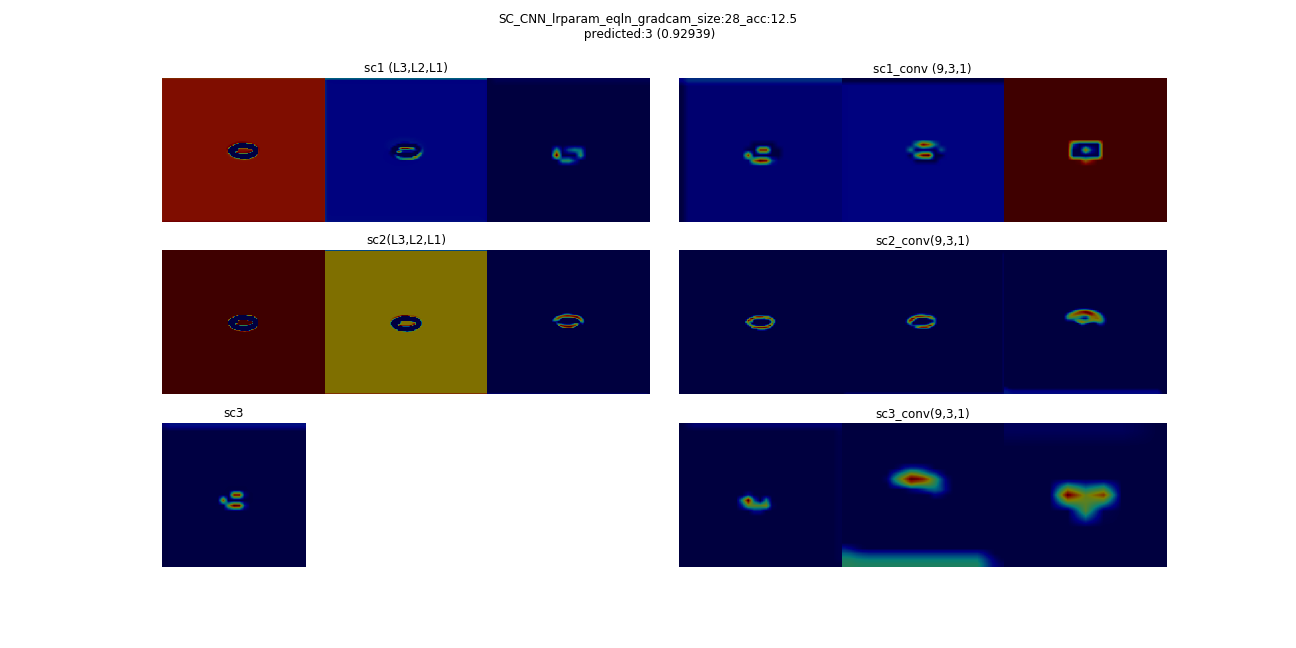 SC_CNN_lrparam_eqln_gradcam_size:28_acc:12.5
predicted:3 (0.92939)
sc1 (L3,L2,L1)
sc1_conv (9,3,1)
sc2(L3,L2,L1)
sc2_conv(9,3,1)
sc3
sc3_conv(9,3,1)